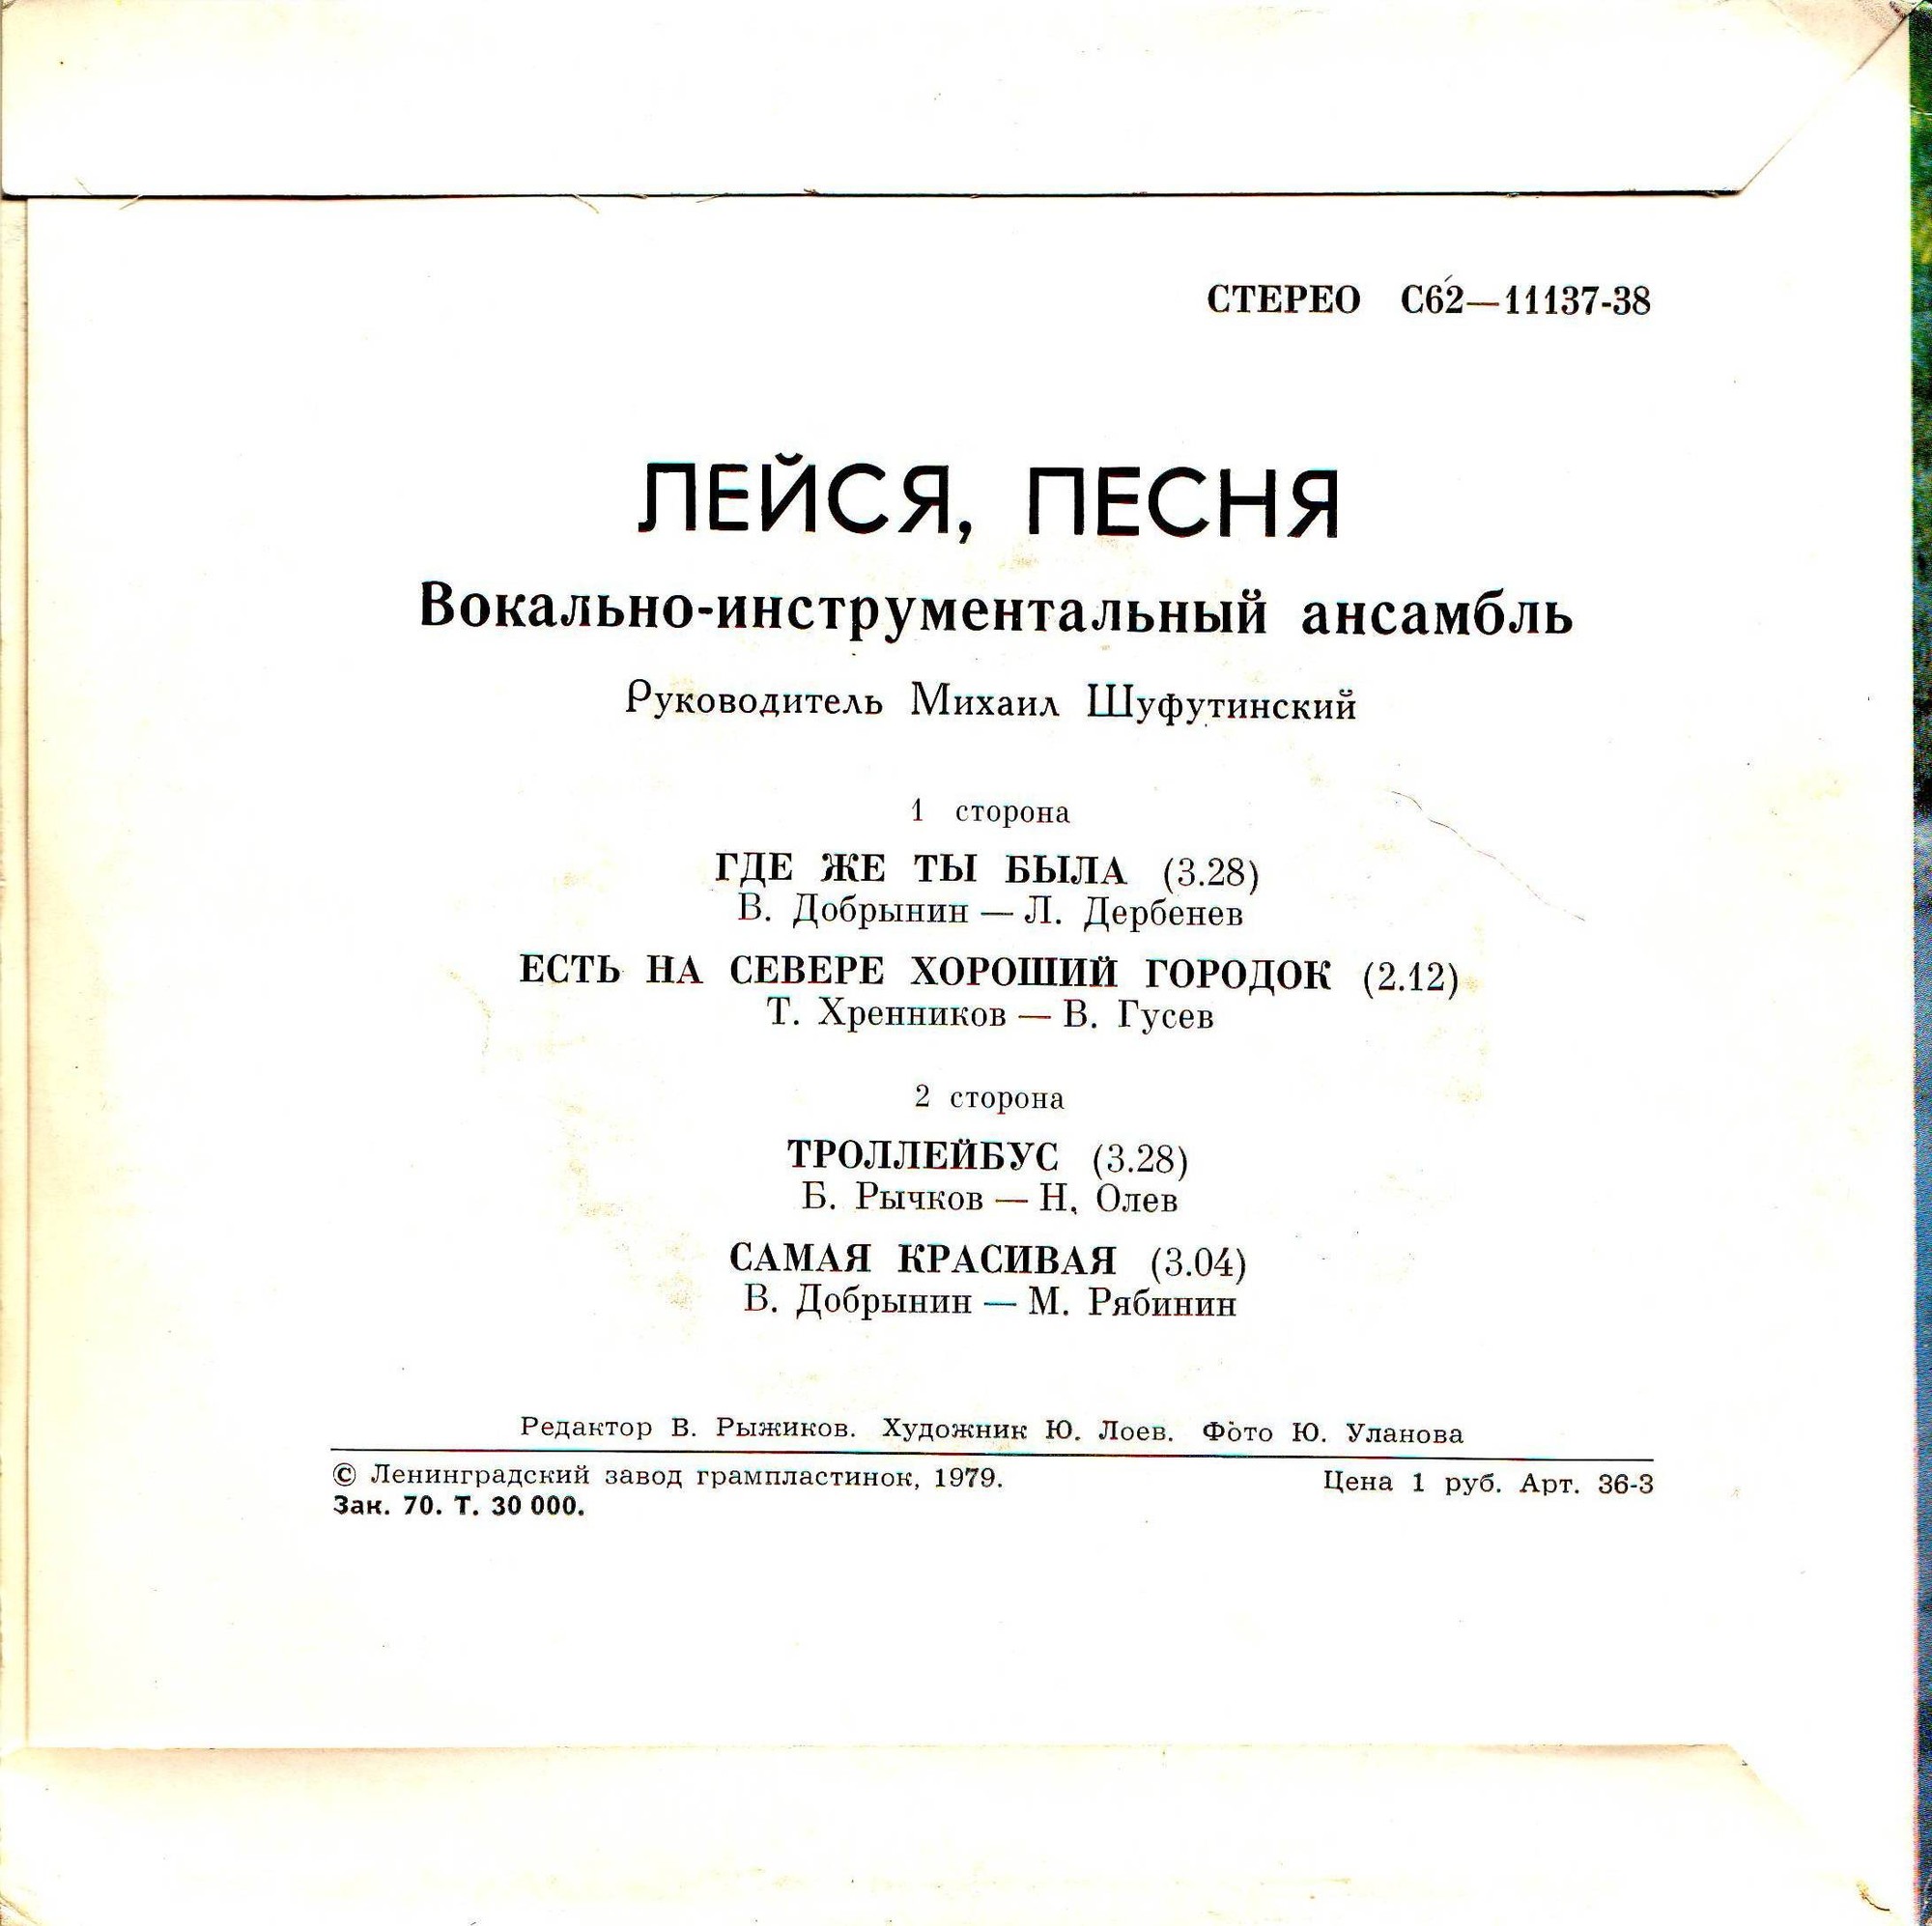 СТЕРЕО С62—11137-38
ЛЕЙСЯ, ПЕСНЯ
Вокально-инструментальный ансамбль
Руководитель Михаил Шуфутинский
1 сторона
ГДЕ ЖЕ ТЫ БЫЛА (3.28)
В. Добрынин — Л. Дербенев
ЕСТЬ НА СЕВЕРЕ ХОРОШИЙ ГОРОДОК (2.12)
Т. Хренников — В. Гусев
2 сторона
ТРОЛЛЕЙБУС (3.28)
Б. Рычков — Н. Олев
САМАЯ КРАСИВАЯ (3.04)
В. Добрынин — М. Рябинин
Редактор В. Рыжиков. Художник Ю. Лоев. Фото Ю. Уланова
© Ленинградский завод грампластинок, 1979. Цена 1 руб. Арт. 36-3
Зак. 70. Т. 30 000.